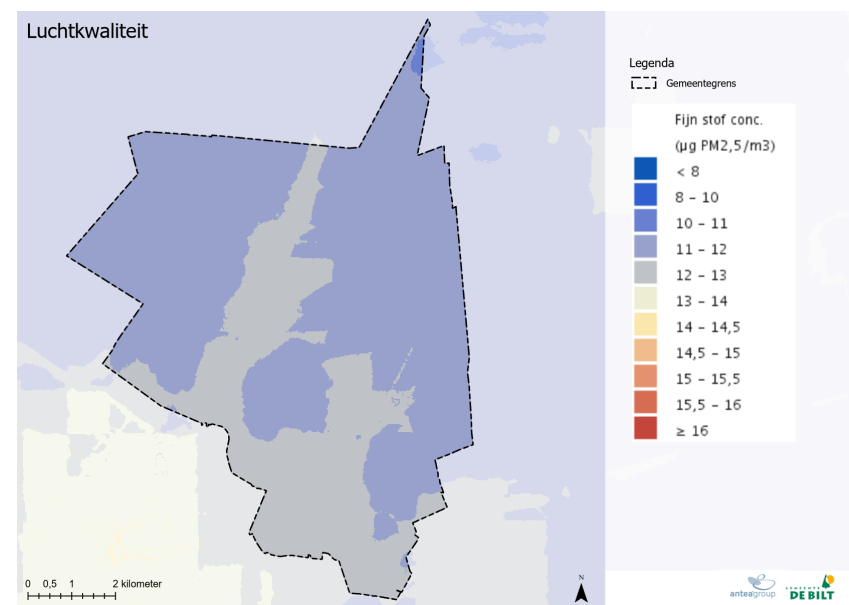 Luchtkwaliteit
Legenda
Gemeentegrens
Fijn stof conc.
(µg PM2,5/m3)
< 8
8 – 10
10 – 11
11 – 12
12 – 13
13 – 14
14 – 14,5
14,5 – 15
15 – 15,5
15,5 – 16
≥ 16
0 0,5 1 2 kilometer
N
anteagroup
GEMEENTE
DE BILT